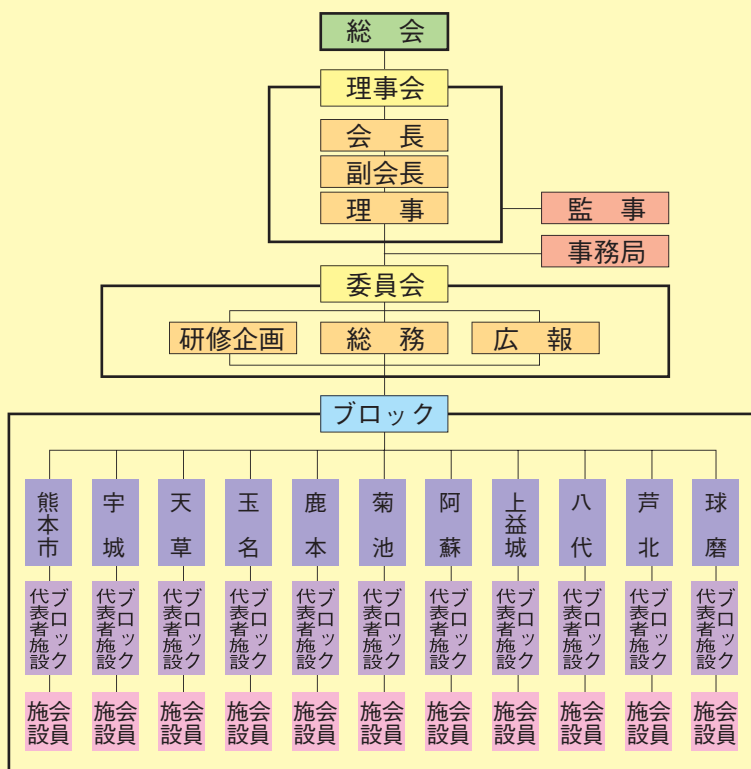 総　会
理事会
会　長
副会長
理　事
監　事
事務局
委員会
研修企画
総　務
広　報
ブロック
熊本市
宇　城
天　草
玉　名
鹿　本
菊　池
阿　蘇
上益城
八　代
芦　北
球　磨
ブロック
代表者施設
ブロック
代表者施設
ブロック
代表者施設
ブロック
代表者施設
ブロック
代表者施設
ブロック
代表者施設
ブロック
代表者施設
ブロック
代表者施設
ブロック
代表者施設
ブロック
代表者施設
ブロック
代表者施設
会員
施設
会員
施設
会員
施設
会員
施設
会員
施設
会員
施設
会員
施設
会員
施設
会員
施設
会員
施設
会員
施設